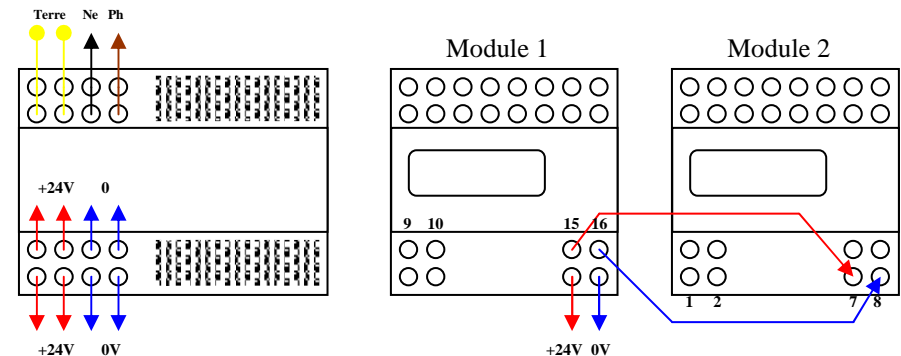 Terre Ne Ph
Module 1 Module 2
+24V 0
9 10 15 16
1 2 7 8
+24V 0V +24V 0V